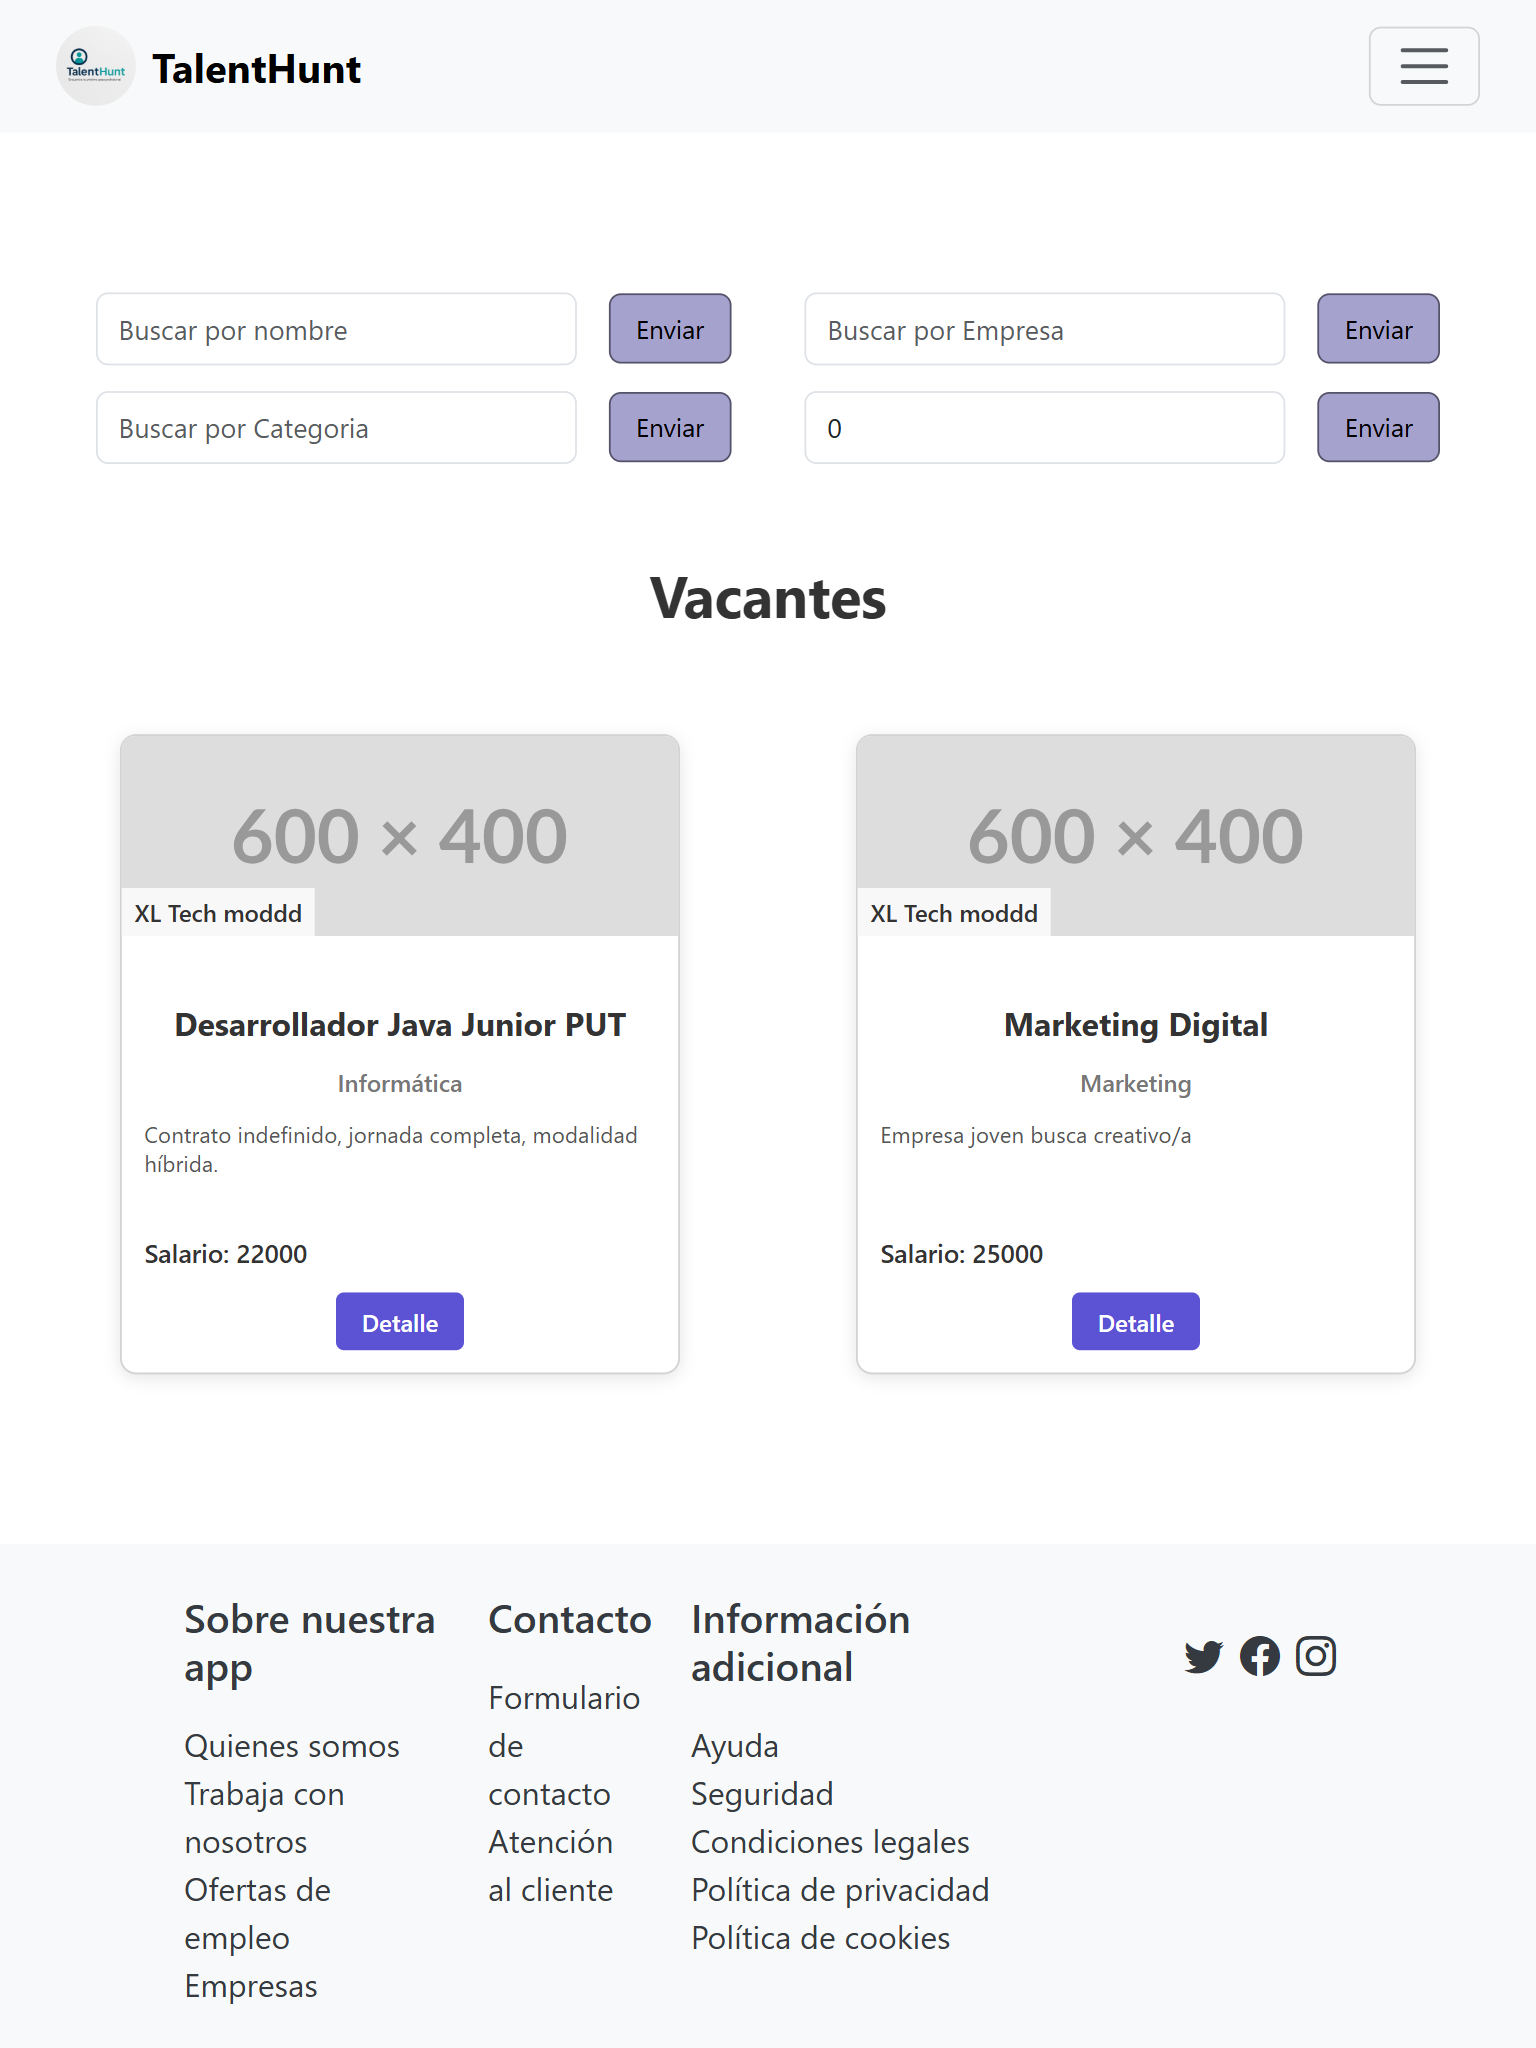 TalentHunt
TalentHunt
Buscar por nombre
Enviar
Buscar por Empresa
Enviar
Buscar por Categoria
Enviar
0
Enviar
Vacantes
600 × 400
XL Tech moddd
Desarrollador Java Junior PUT
Informática
Contrato indefinido, jornada completa, modalidad
híbrida.
Salario: 22000
Detalle
600 × 400
XL Tech moddd
Marketing Digital
Marketing
Empresa joven busca creativo/a
Salario: 25000
Detalle
Sobre nuestra
app
Quienes somos
Trabaja con
nosotros
Ofertas de
empleo
Empresas
Contacto
Formulario
de
contacto
Atención
al cliente
Información
adicional
Ayuda
Seguridad
Condiciones legales
Política de privacidad
Política de cookies